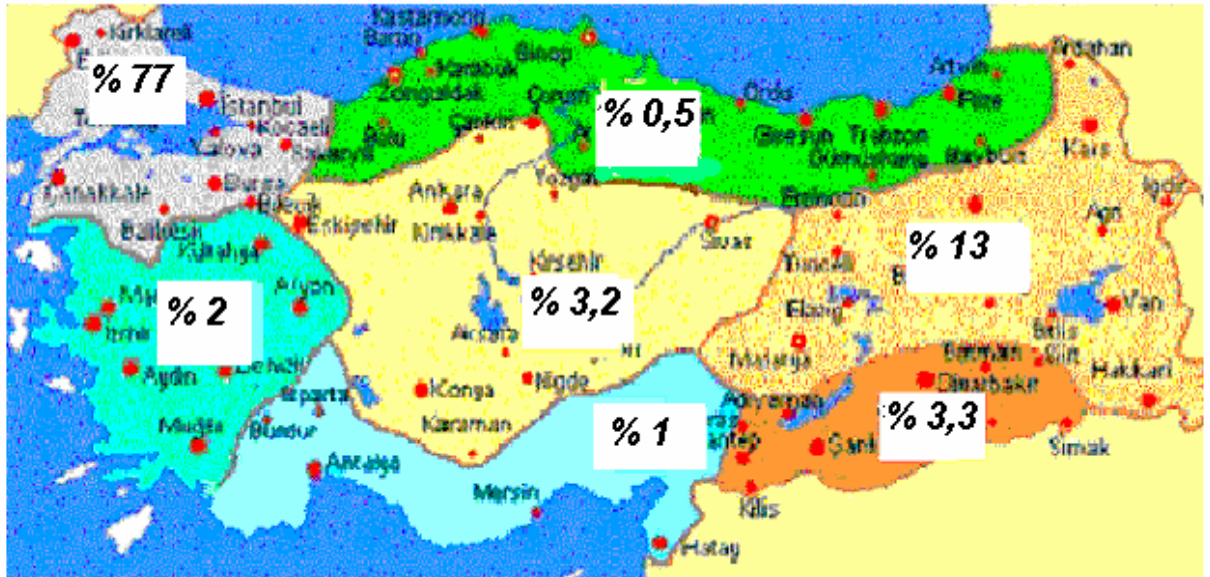 Kastamonu
Kırklareli
Bartın
Sinop
Ardahan
% 77
Artvin
Karabük
Zonguldak
Çorum
Ordu
Rize
İstanbul
% 0,5
Kocaeli
Giresun
Trabzon
Bolu
Çankırı
Kars
Yalova
Sakarya
Gümüşhane
Bayburt
Çanakkale
Bursa
Ankara
Yozgat
Iğdır
Bilecik
Erzincan
Eskişehir
Kırıkkale
Sivas
Ağrı
Balıkesir
Kütahya
% 13
Kırşehir
Tunceli
Afyon
% 3,2
% 2
Elazığ
Van
İzmir
Aksaray
Bitlis
Siirt
Malatya
Batman
Aydın
Denizli
Hakkari
Niğde
Diyarbakır
Konya
Isparta
Adıyaman
% 3,3
% 1
Muğla
Burdur
Karaman
Şırnak
Antalya
Mersin
Kilis
Hatay